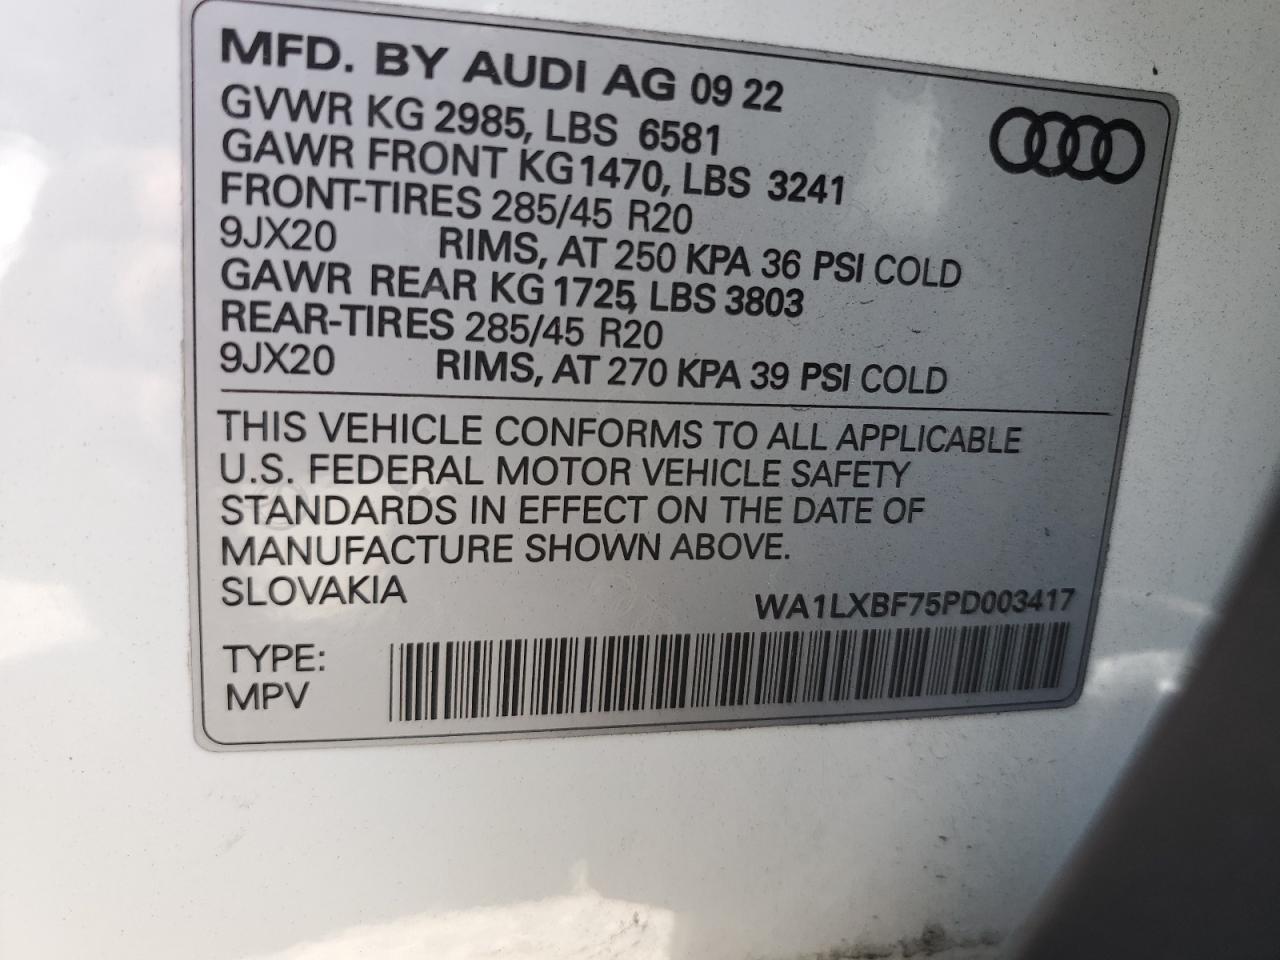 MFD. BY AUDI AG 09 22
GVWR KG 2985, LBS 6581
GAWR FRONT KG 1470, LBS 3241
FRONT-TIRES 285/45 R20
9JX20 RIMS, AT 250 KPA 36 PSI COLD
GAWR REAR KG 1725, LBS 3803
REAR-TIRES 285/45 R20
9JX20 RIMS, AT 270 KPA 39 PSI COLD
THIS VEHICLE CONFORMS TO ALL APPLICABLE
U.S. FEDERAL MOTOR VEHICLE SAFETY
STANDARDS IN EFFECT ON THE DATE OF
MANUFACTURE SHOWN ABOVE.
SLOVAKIA
WA1LXBF75PD003417
TYPE:
MPV